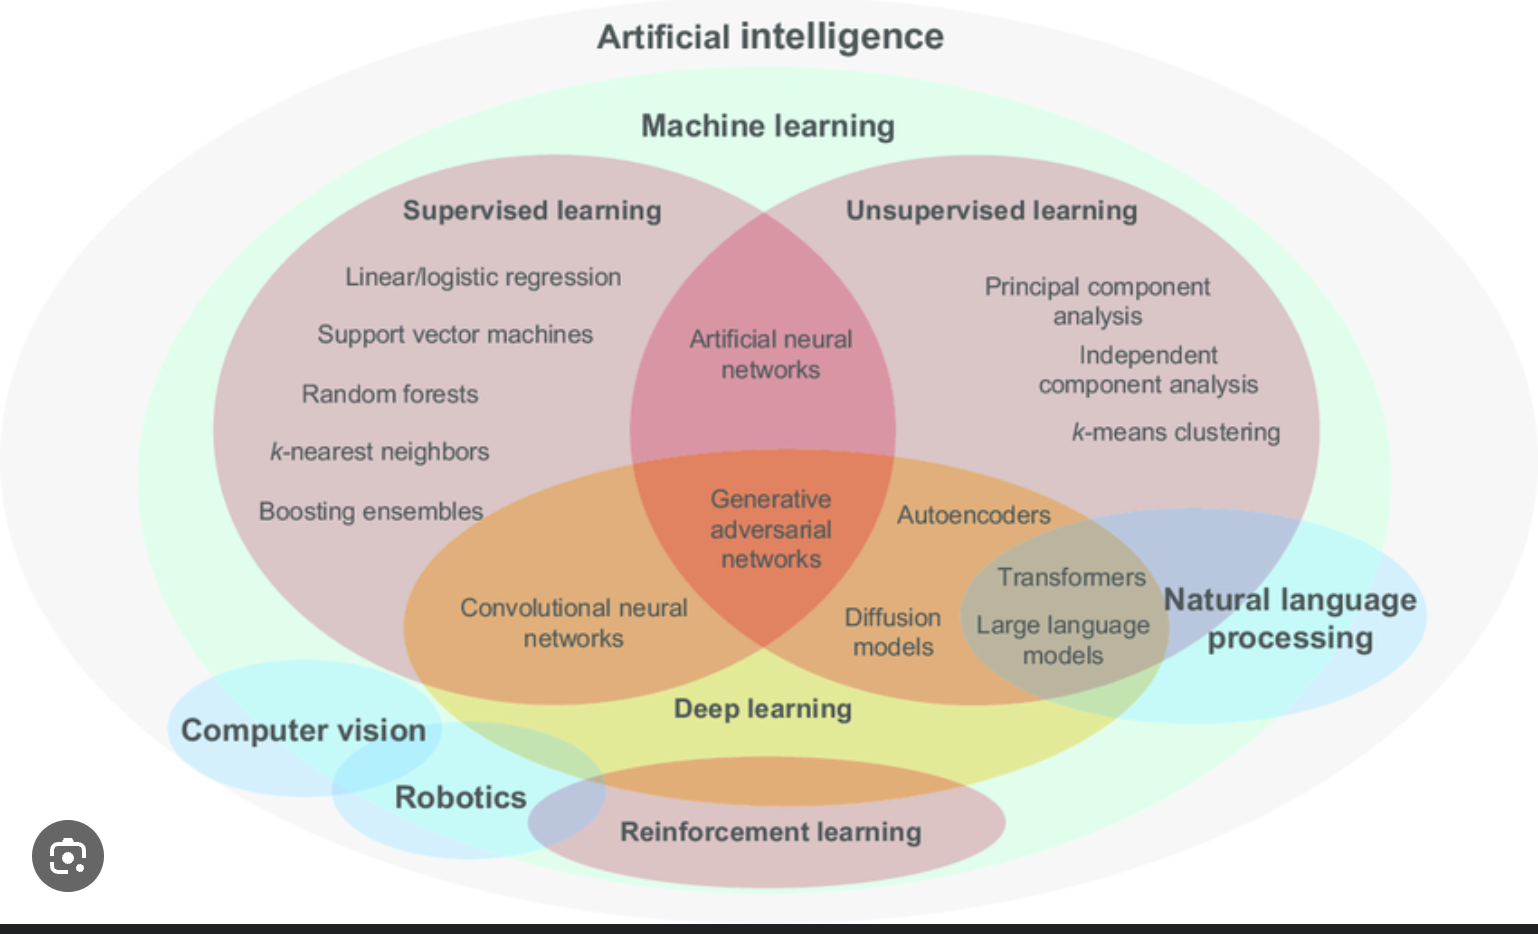 Artificial intelligence
Machine learning
Supervised learning
Unsupervised learning
Linear/logistic regression
Support vector machines
Random forests
k-nearest neighbors
Boosting ensembles
Artificial neural
networks
Principal component
analysis
Independent
component analysis
k-means clustering
Generative
adversarial
networks
Autoencoders
Convolutional neural
networks
Diffusion
models
Transformers
Large language
models
Natural language
processing
Deep learning
Computer vision
Robotics
Reinforcement learning